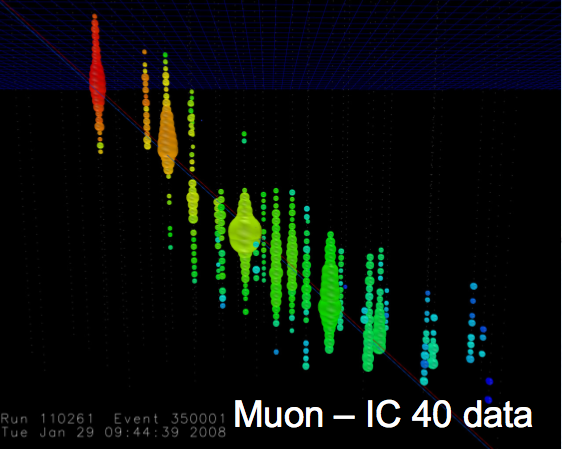 Run 110261 Event 350001
Tue Jan 29 09:44:39 2008
Muon – IC 40 data